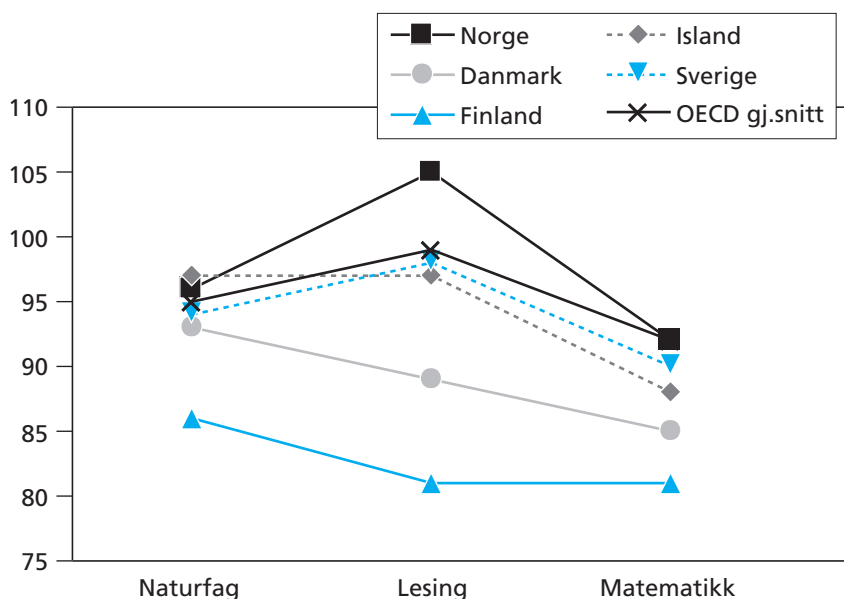 Norge
Island
Danmark
Sverige
Finland
OECD gj.snitt
110
105
100
95
90
85
80
75
Naturfag
Lesing
Matematikk